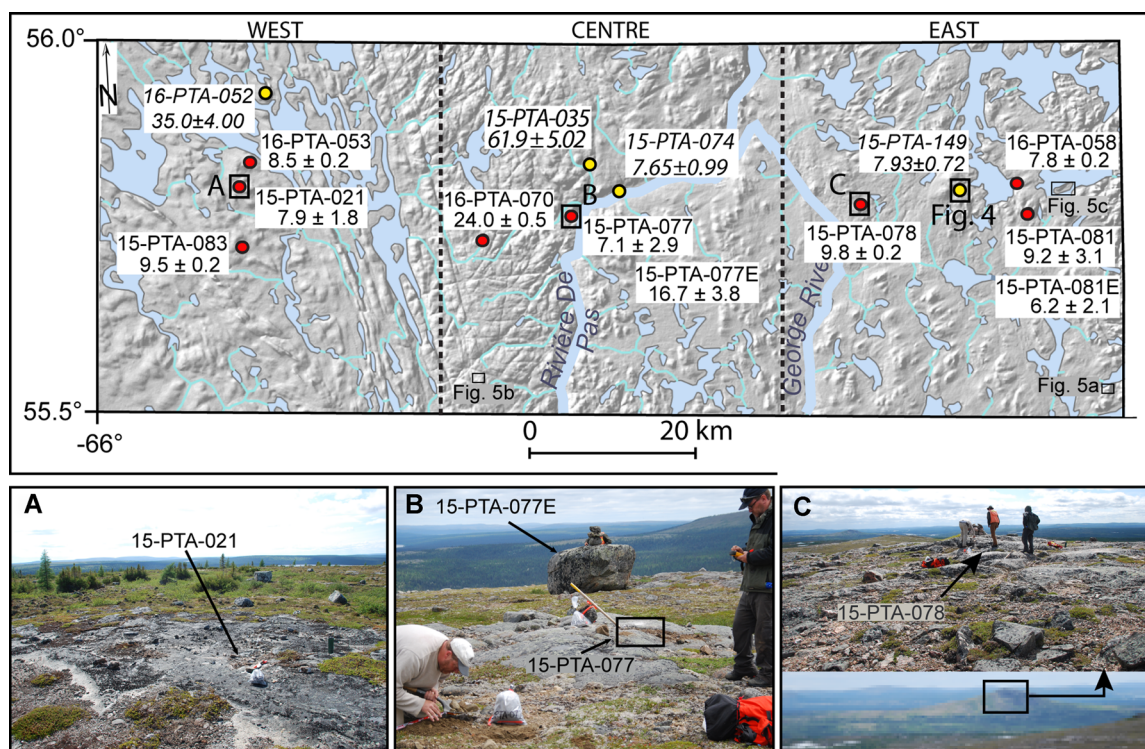 WEST
CENTRE
EAST
56.0°
N
16-PTA-052
35.0±4.00
16-PTA-053
8.5 ± 0.2
A
15-PTA-021
7.9 ± 1.8
15-PTA-083
9.5 ± 0.2
15-PTA-035
61.9±5.02
15-PTA-074
7.65±0.99
16-PTA-070
24.0 ± 0.5
B
15-PTA-077
7.1 ± 2.9
15-PTA-077E
16.7 ± 3.8
Rivière De
Pas
Fig. 5b
15-PTA-149
7.93±0.72
16-PTA-058
7.8 ± 0.2
C
Fig. 4
Fig. 5c
15-PTA-078
9.8 ± 0.2
15-PTA-081
9.2 ± 3.1
15-PTA-081E
6.2 ± 2.1
George River
Fig. 5a
55.5°
-66°
0
20 km
A
15-PTA-021
B
15-PTA-077E
15-PTA-077
C
15-PTA-078